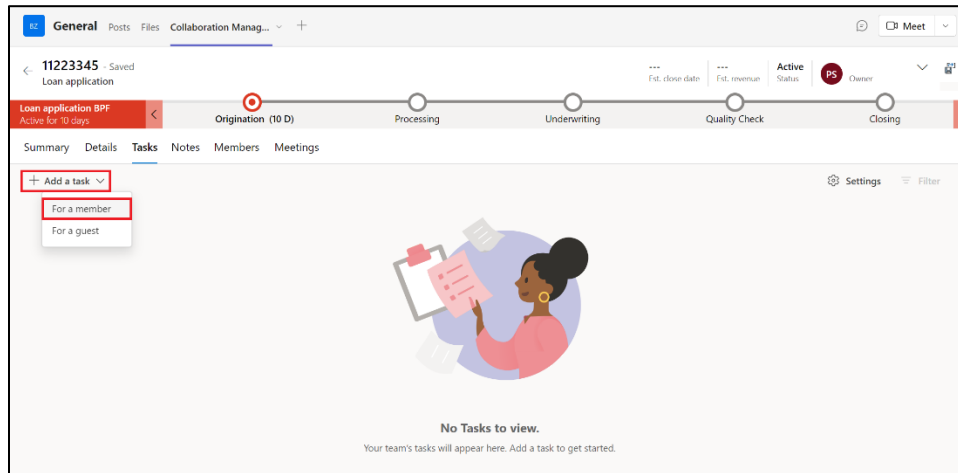 BZ General Posts Files Collaboration Manag...
Meet
11223345 - Saved
Loan application
--- Est. close date
--- Est. revenue
Active Status
PS Owner
Loan application BPF
Active for 10 days
Origination (10 D)
Processing
Underwriting
Quality Check
Closing
Summary Details Tasks Notes Members Meetings
Add a task
Settings
Filter
For a member
For a guest
No Tasks to view.
Your team's tasks will appear here. Add a task to get started.